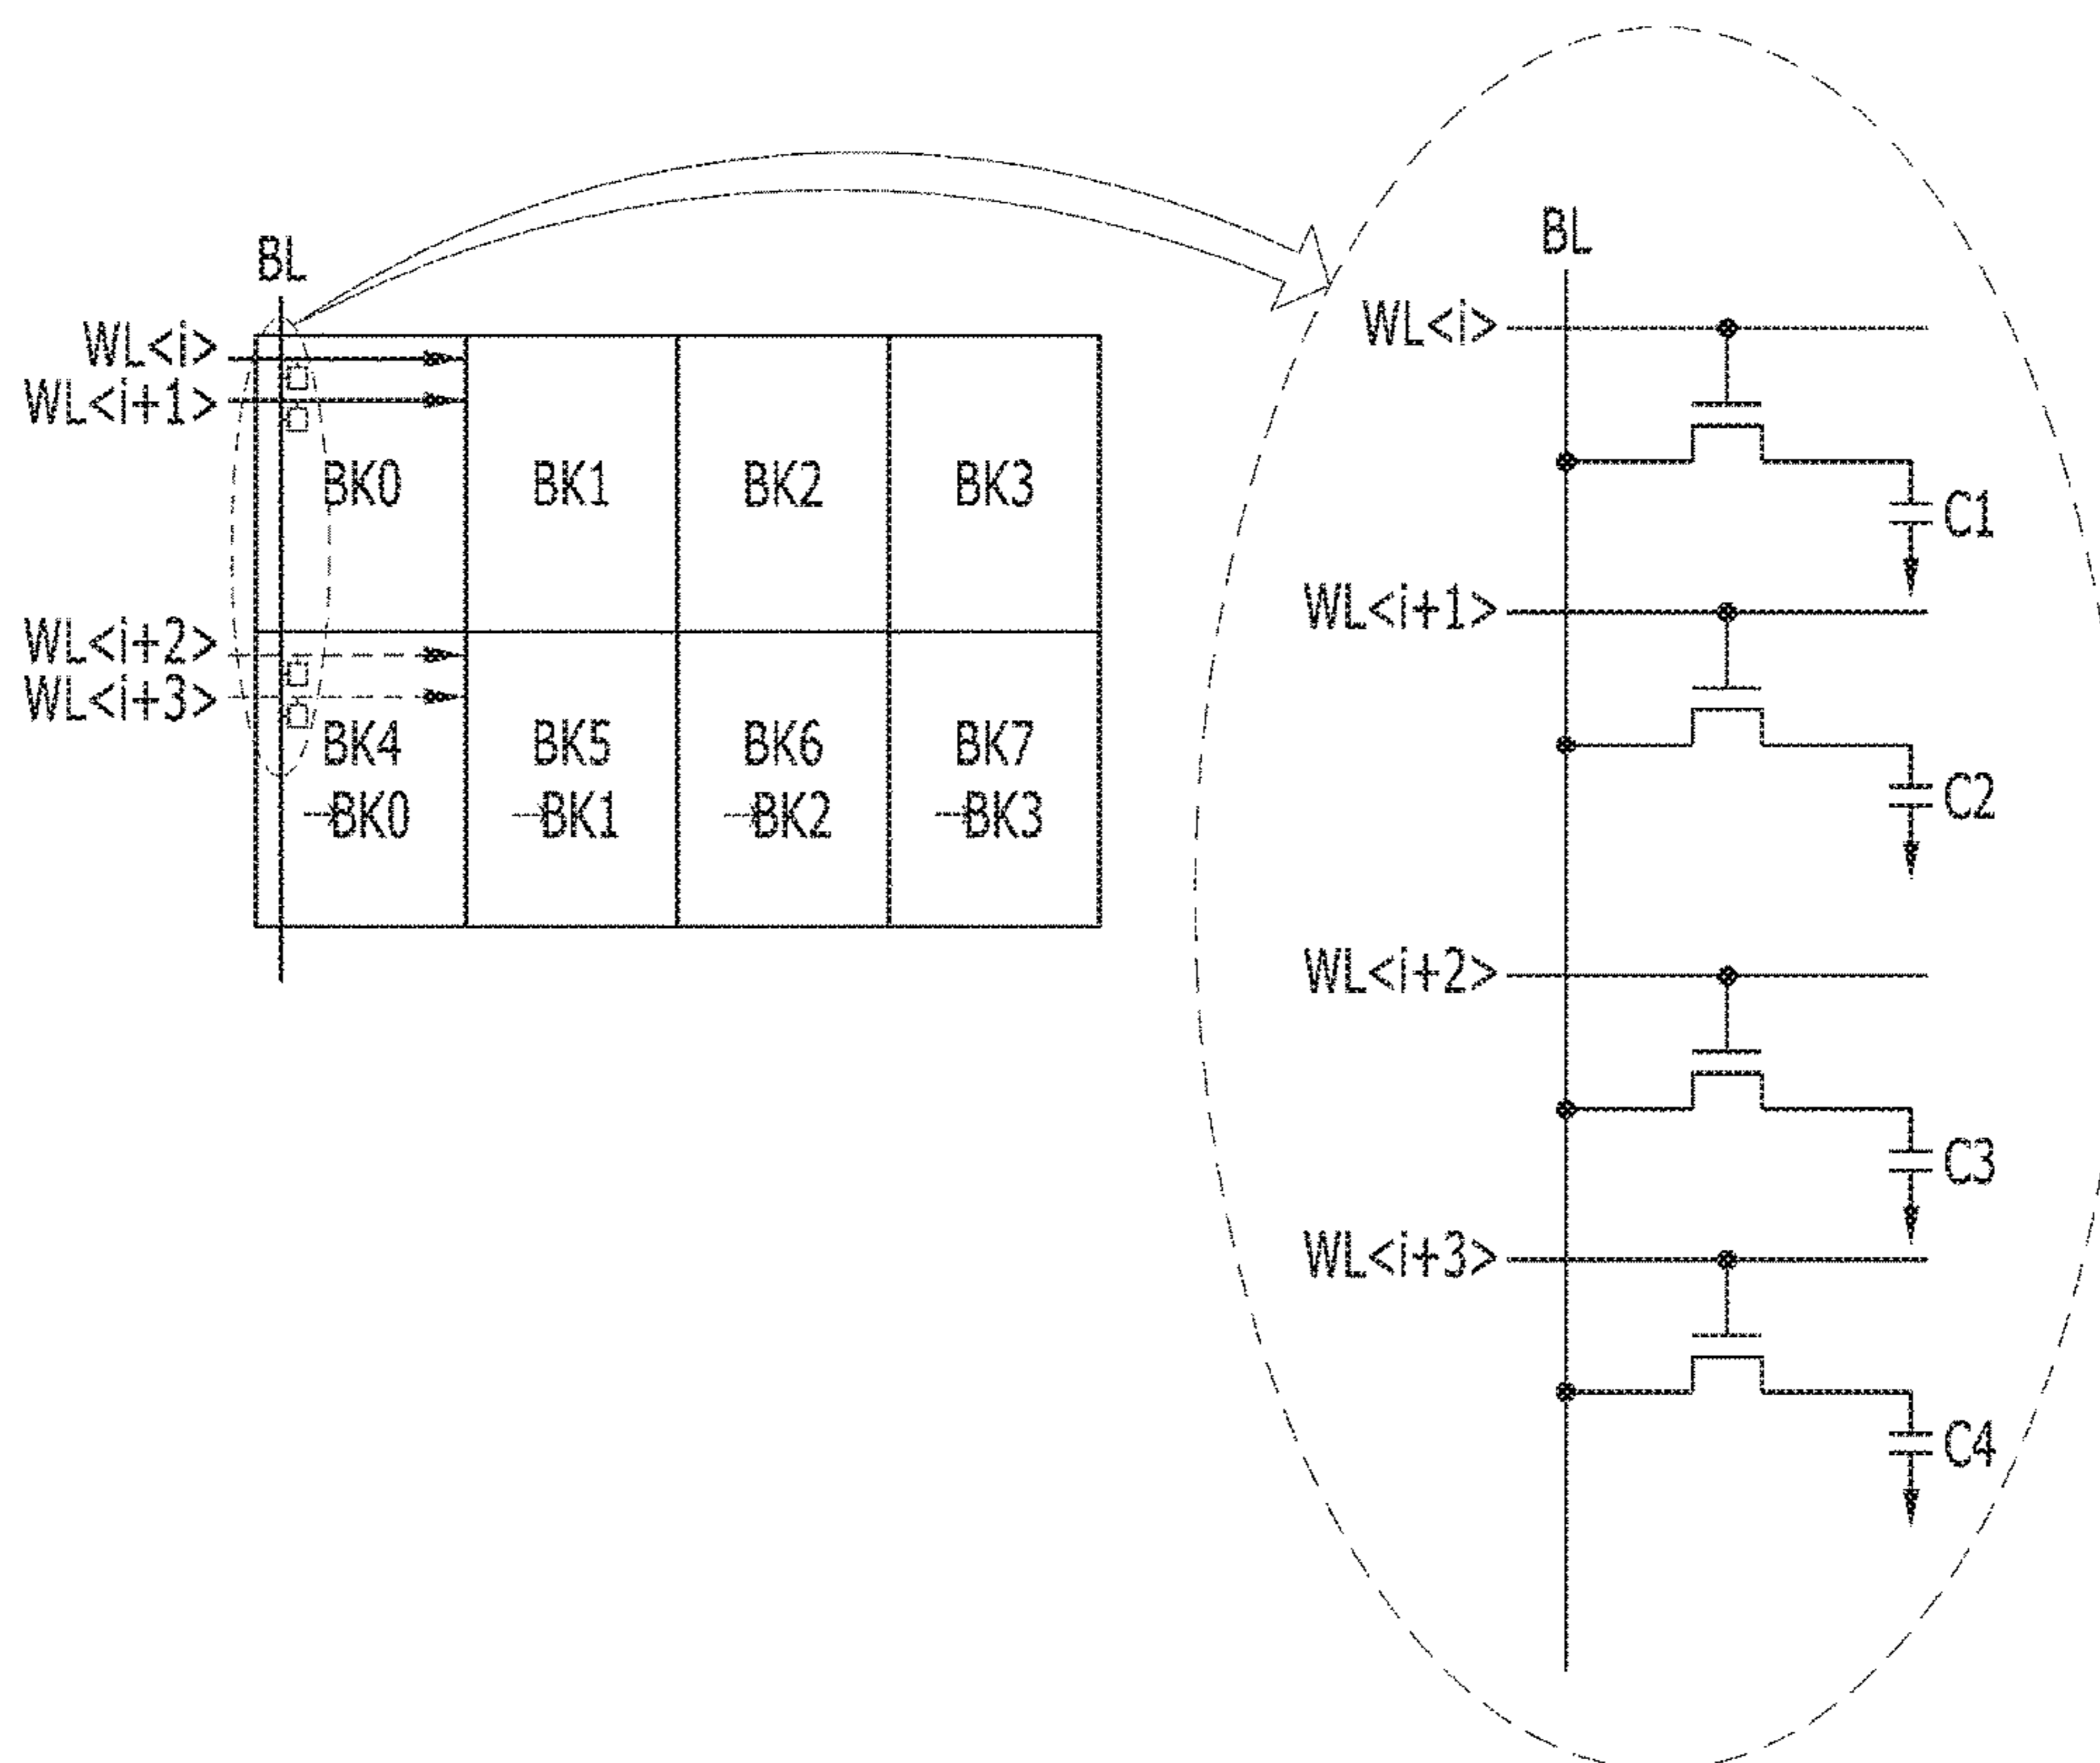 BL
WL<i>
WL<i+1>
BK0 BK1 BK2 BK3
WL<i+2>
WL<i+3>
BK4 BK5 BK6 BK7
→BK0 →BK1 →BK2 →BK3
BL
WL<i>
C1
WL<i+1>
C2
WL<i+2>
C3
WL<i+3>
C4